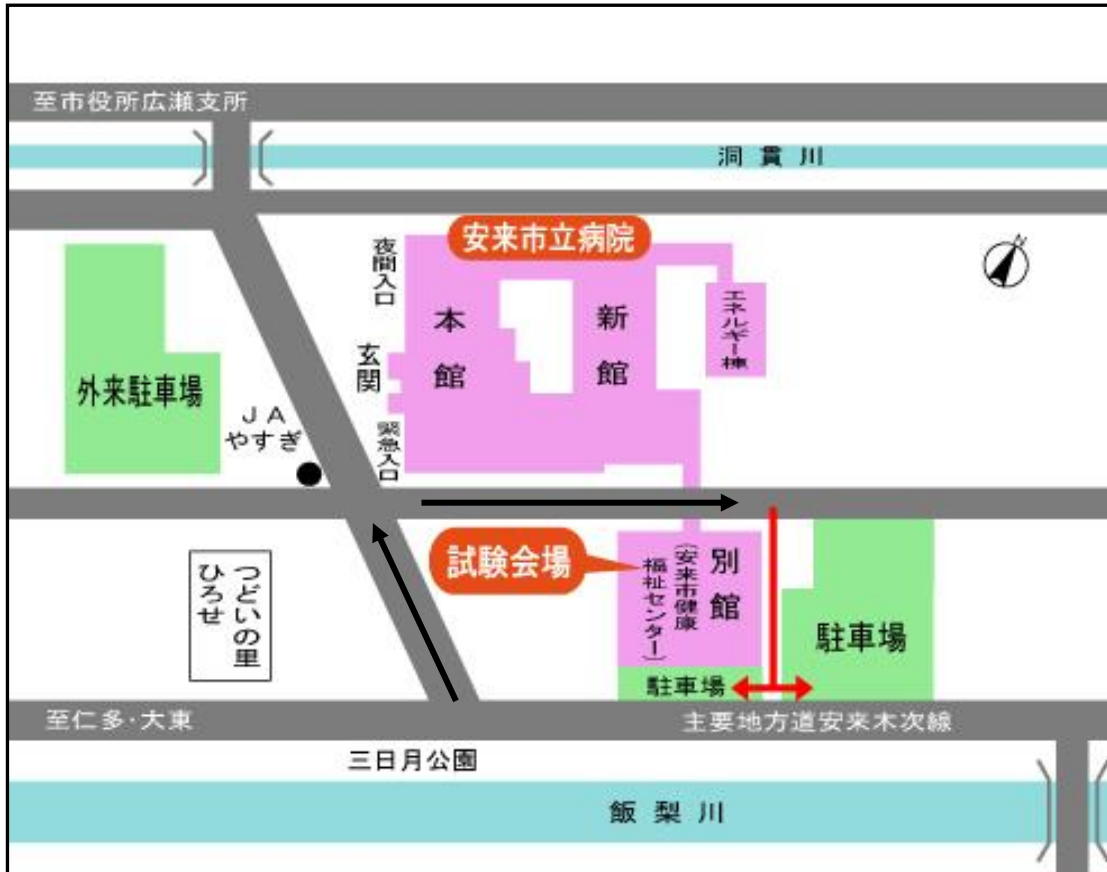 至市役所広瀬支所
洞貫川
安来市立病院
N
夜間入口
本館
新館
エネルギー棟
玄関
外来駐車場
JA
やすぎ
緊急入口
試験会場
別館
(安来市健康
福祉センター)
つどいの里
ひろせ
駐車場
駐車場
至仁多・大東
主要地方道安来木次線
三日月公園
飯梨川